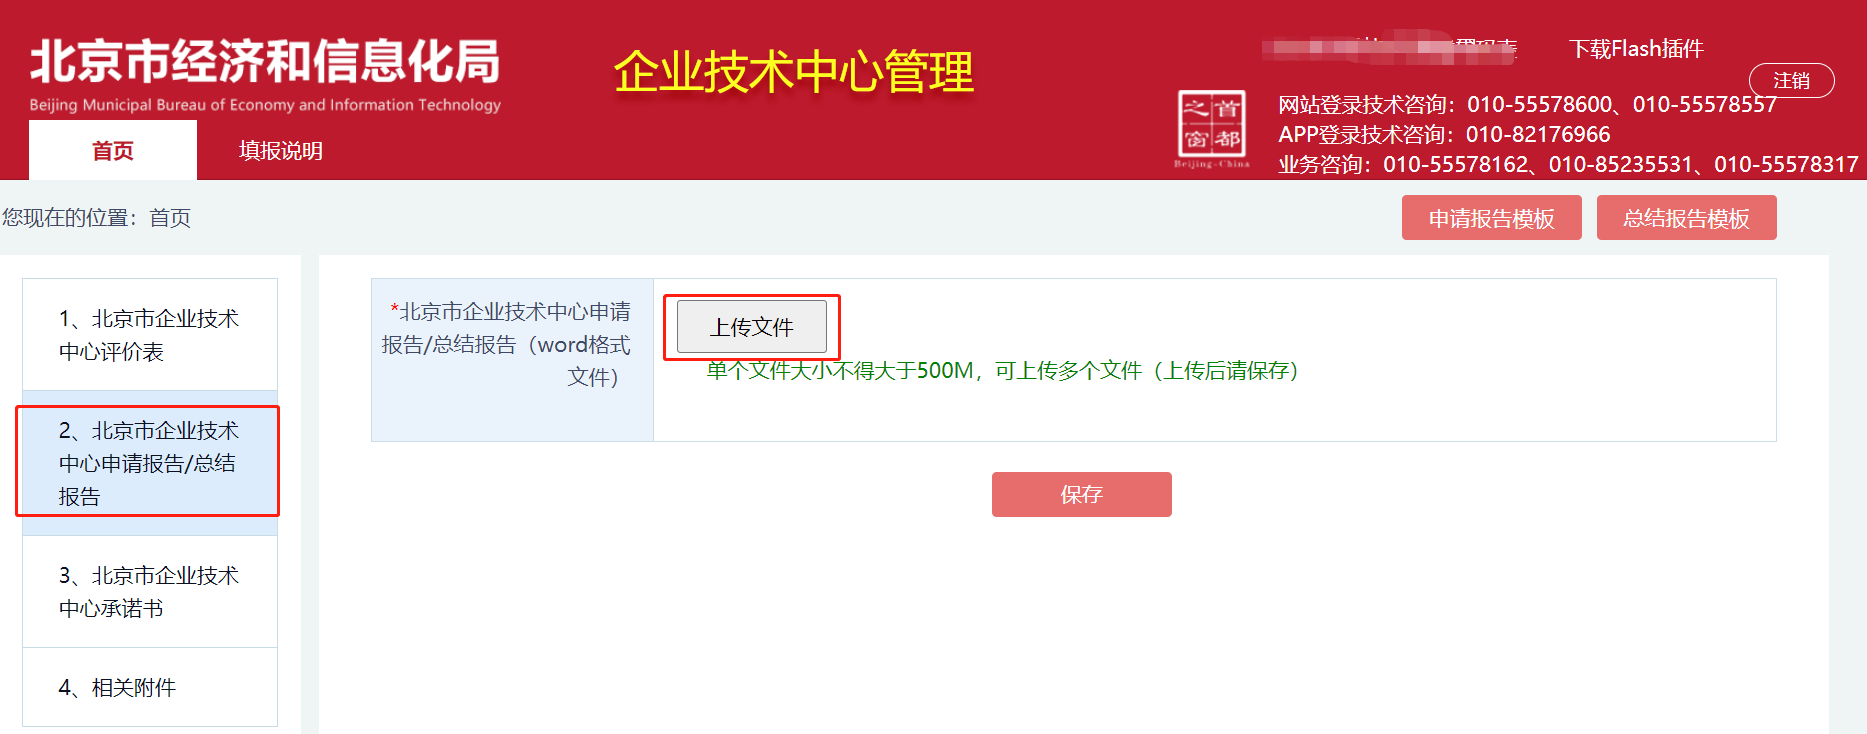 北京市经济和信息化局
Beijing Municipal Bureau of Economy and Information Technology
企业技术中心管理
下载Flash插件
注销
首都之窗
Beijing-China
网站登录技术咨询：010-55578600、010-55578557
APP登录技术咨询：010-82176966
业务咨询：010-55578162、010-85235531、010-55578317
首页
填报说明
您现在的位置：首页
申请报告模板
总结报告模板
1、北京市企业技术
中心评价表
2、北京市企业技术
中心申请报告/总结
报告
3、北京市企业技术
中心承诺书
4、相关附件
*北京市企业技术中心申请
报告/总结报告（word格式
文件）
上传文件
单个文件大小不得大于500M，可上传多个文件（上传后请保存）
保存